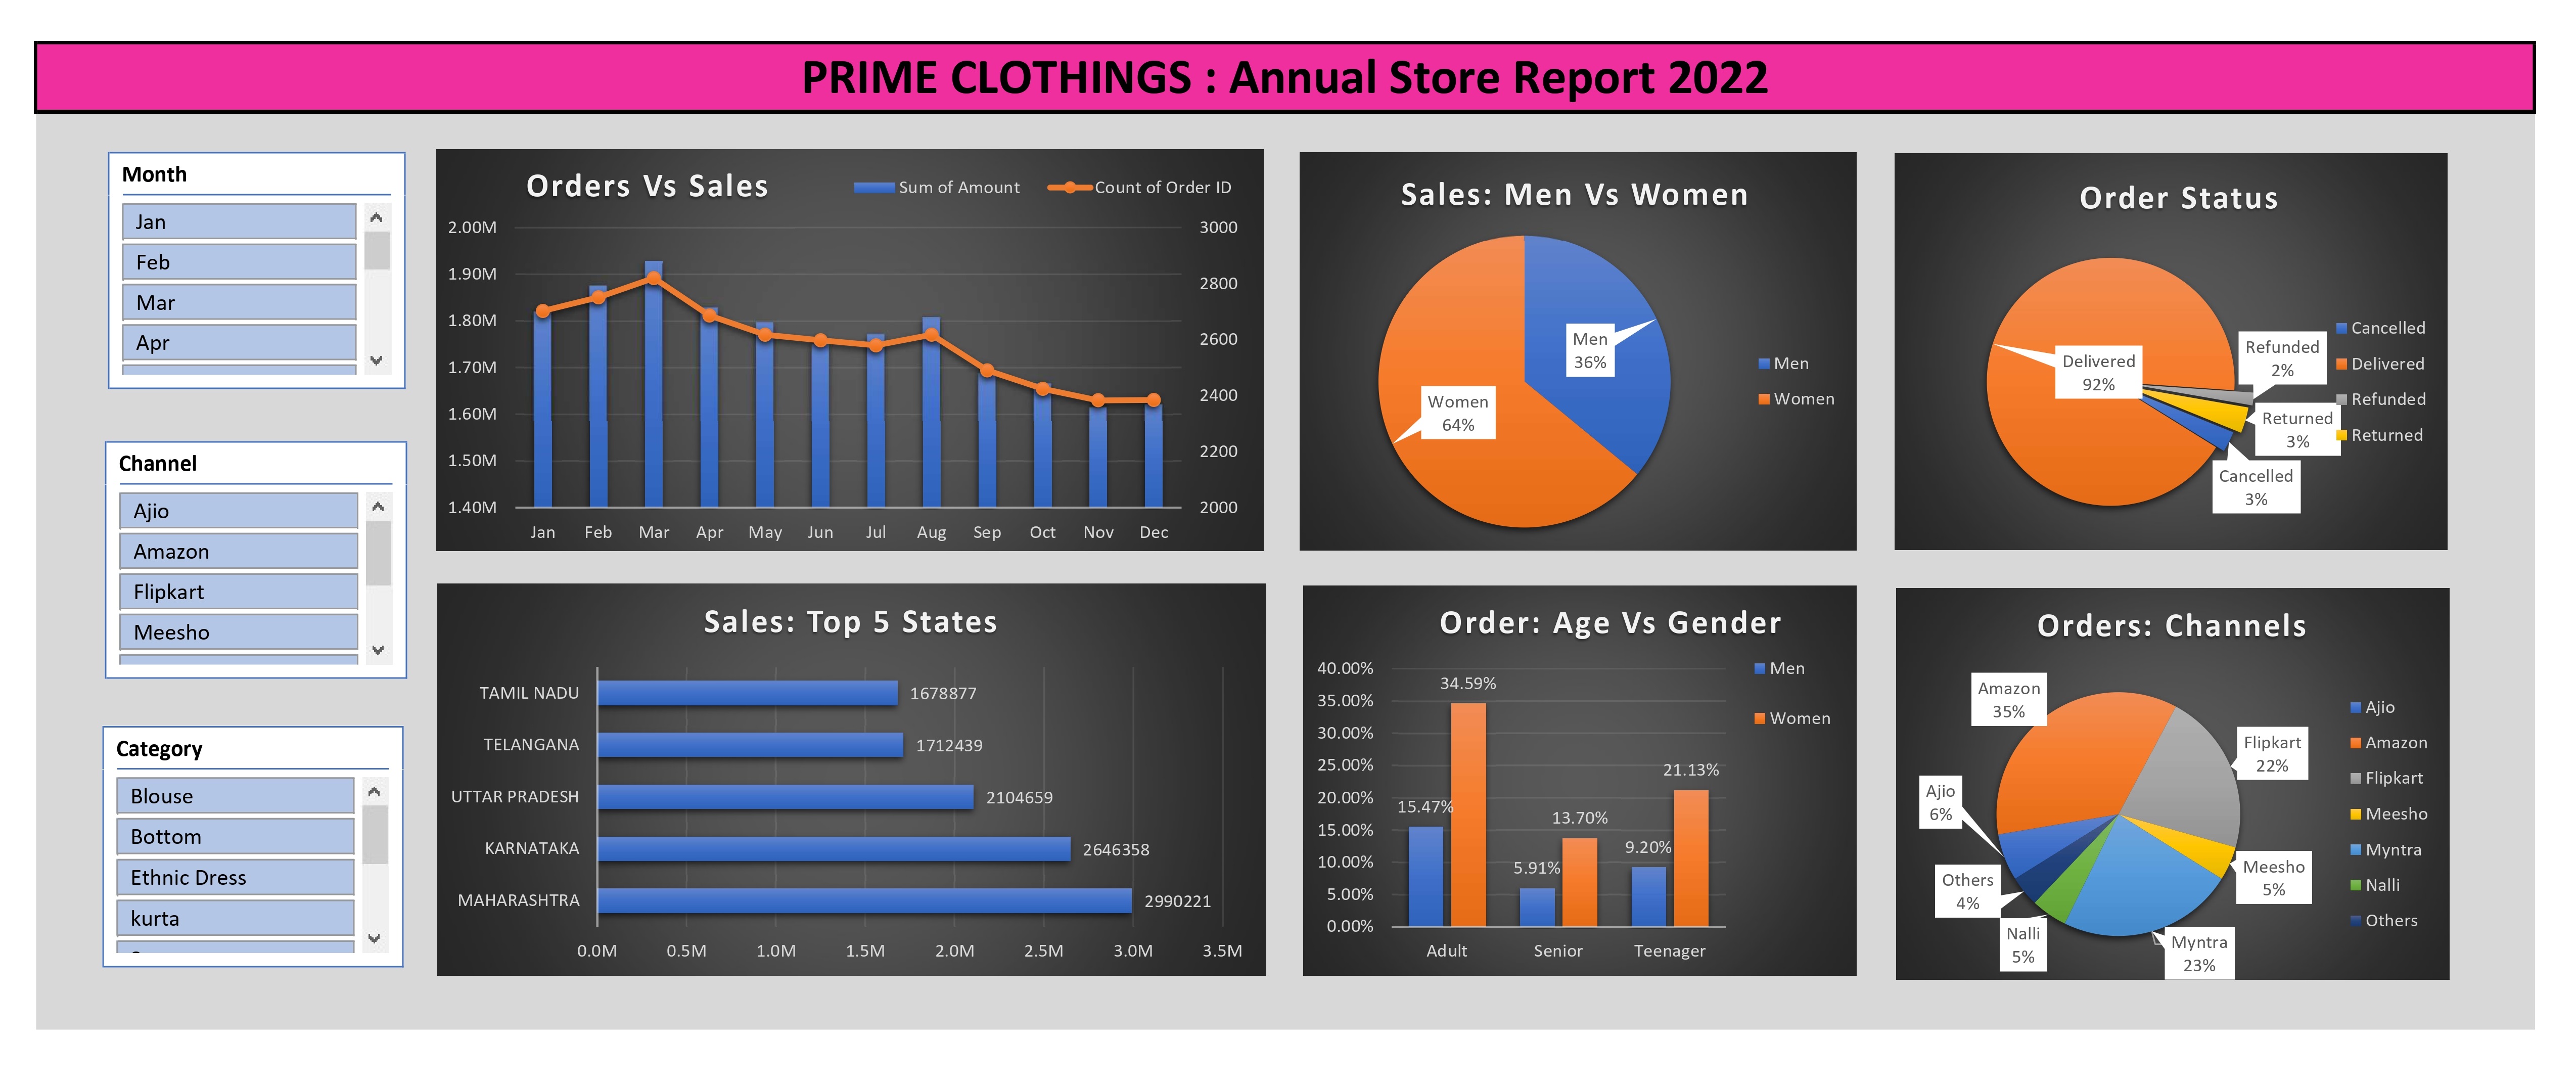 PRIME CLOTHINGS : Annual Store Report 2022
Month
Jan
Feb
Mar
Apr
Channel
Ajio
Amazon
Flipkart
Meesho
Category
Blouse
Bottom
Ethnic Dress
kurta
Orders Vs Sales
Sum of Amount
Count of Order ID
2.00M
1.90M
1.80M
1.70M
1.60M
1.50M
1.40M
3000
2800
2600
2400
2200
2000
Jan Feb Mar Apr May Jun Jul Aug Sep Oct Nov Dec
Sales: Men Vs Women
Men
36%
Women
64%
Men
Women
Order Status
Delivered
92%
Refunded
2%
Returned
3%
Cancelled
3%
Cancelled
Delivered
Refunded
Returned
Sales: Top 5 States
TAMIL NADU 1678877
TELANGANA 1712439
UTTAR PRADESH 2104659
KARNATAKA 2646358
MAHARASHTRA 2990221
0.0M 0.5M 1.0M 1.5M 2.0M 2.5M 3.0M 3.5M
Order: Age Vs Gender
40.00%
35.00%
30.00%
25.00%
20.00%
15.00%
10.00%
5.00%
0.00%
15.47%
34.59%
5.91%
13.70%
9.20%
21.13%
Adult Senior Teenager
Men
Women
Orders: Channels
Amazon
35%
Flipkart
22%
Ajio
6%
Meesho
5%
Others
4%
Nalli
5%
Myntra
23%
Ajio
Amazon
Flipkart
Meesho
Myntra
Nalli
Others